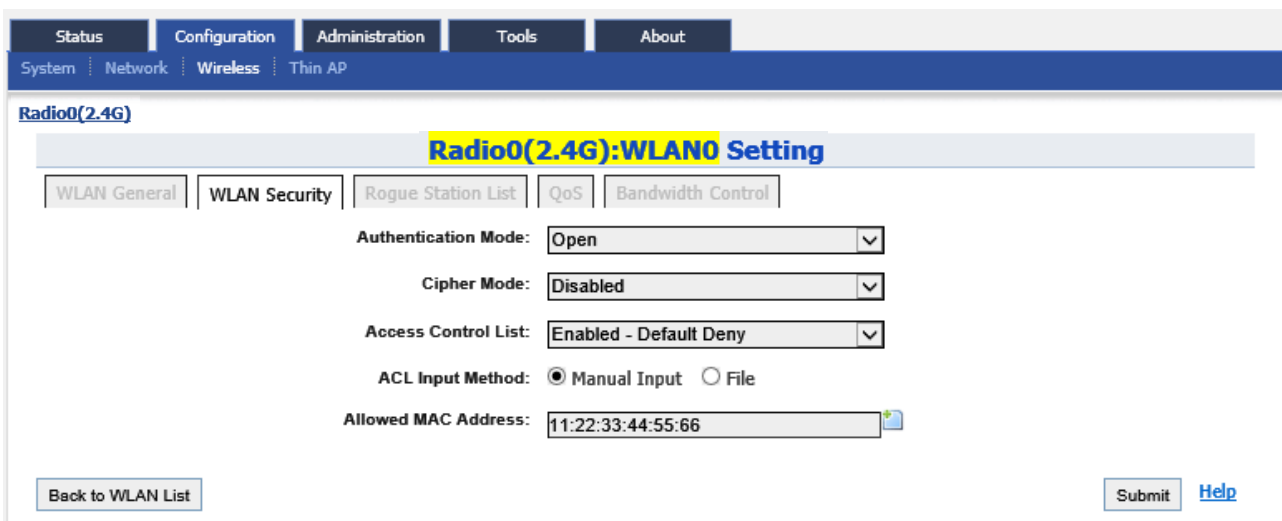 Status Configuration Administration Tools About
System Network Wireless Thin AP
Radio0(2.4G)
Radio0(2.4G):WLAN0 Setting
WLAN General WLAN Security Rogue Station List QoS Bandwidth Control
Authentication Mode: Open
Cipher Mode: Disabled
Access Control List: Enabled - Default Deny
ACL Input Method: Manual Input File
Allowed MAC Address: 11:22:33:44:55:66
Back to WLAN List Submit Help